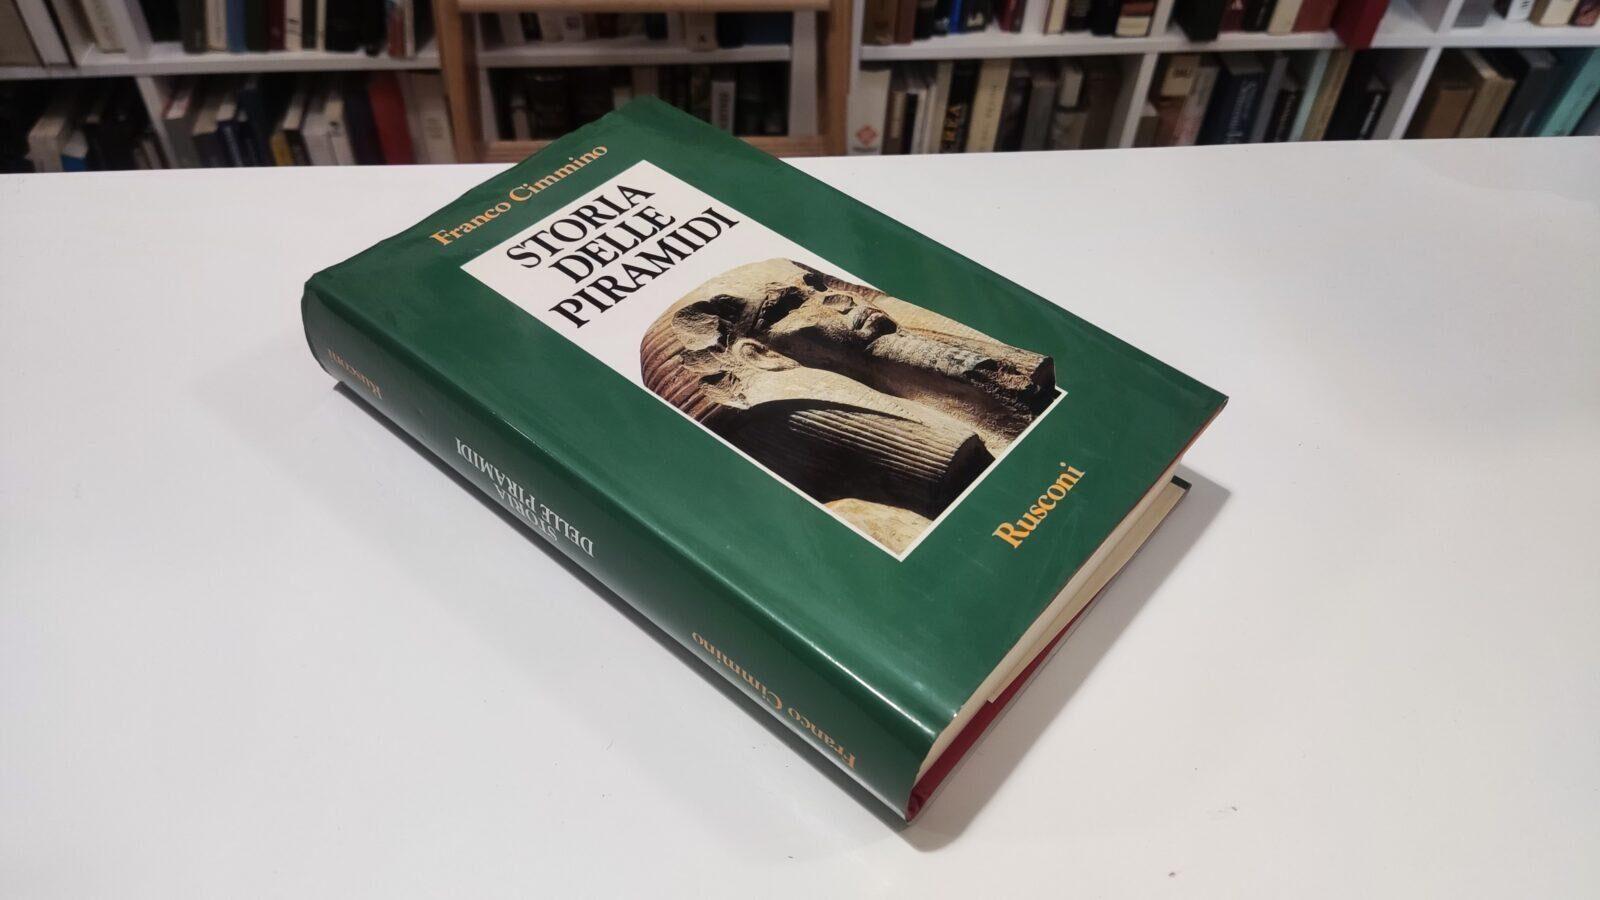 Franco Cimmino
STORIA
DELLE
PIRAMIDI
Rusconi
Franco Cimmino
STORIA
DELLE PIRAMIDI
Rusconi